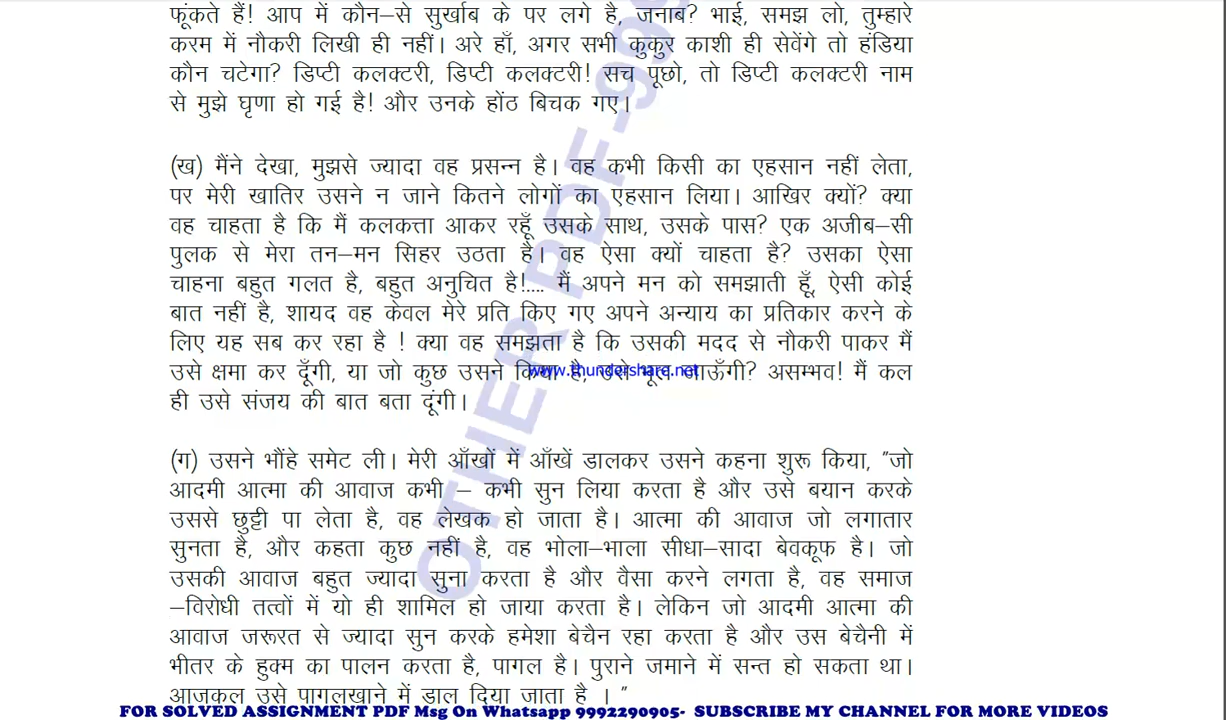 फूंकते हैं! आप में कौन–से सुर्खाब के पर लगे है, जनाब? भाई, समझ लो, तुम्हारे
करम में नौकरी लिखी ही नहीं। अरे हाँ, अगर सभी कुकुर काशी ही सेवेंगे तो हंडिया
कौन चटेगा? डिप्टी कलक्टरी, डिप्टी कलक्टरी! सच पूछो, तो डिप्टी कलक्टरी नाम
से मुझे घृणा हो गई है! और उनके होंठ बिचक गए।
(ख) मैंने देखा, मुझसे ज्यादा वह प्रसन्न है। वह कभी किसी का एहसान नहीं लेता,
पर मेरी खातिर उसने न जाने कितने लोगों का एहसान लिया। आखिर क्यों? क्या
वह चाहता है कि मैं कलकत्ता आकर रहूँ उसके साथ, उसके पास? एक अजीब–सी
पुलक से मेरा तन–मन सिहर उठता है। वह ऐसा क्यों चाहता है? उसका ऐसा
चाहना बहुत गलत है, बहुत अनुचित है!.... मैं अपने मन को समझाती हूँ, ऐसी कोई
बात नहीं है, शायद वह केवल मेरे प्रति किए गए अपने अन्याय का प्रतिकार करने के
लिए यह सब कर रहा है ! क्या वह समझता है कि उसकी मदद से नौकरी पाकर मैं
उसे क्षमा कर दूँगी, या जो कुछ उसने है, उसे जाऊँगी? असम्भव! मैं कल
www.thundershare.net
ही उसे संजय की बात बता दूंगी।
(ग) उसने भौंहे समेट ली। मेरी आँखों में आँखें डालकर उसने कहना शुरू किया, "जो
आदमी आत्मा की आवाज कभी – कभी सुन लिया करता है और उसे बयान करके
उससे छुट्टी पा लेता है, वह लेखक हो जाता है। आत्मा की आवाज जो लगातार
सुनता है, और कहता कुछ नहीं है, वह भोला–भाला सीधा–सादा बेवकूफ है। जो
उसकी आवाज बहुत ज्यादा सुना करता है और वैसा करने लगता है, वह समाज
–विरोधी तत्वों में यो ही शामिल हो जाया करता है। लेकिन जो आदमी आत्मा की
आवाज जरूरत से ज्यादा सुन करके हमेशा बेचैन रहा करता है और उस बेचैनी में
भीतर के हुक्म का पालन करता है, पागल है। पुराने जमाने में सन्त हो सकता था।
आजकल उसे पागलखाने में डाल दिया जाता है । "
OTHER PDF-999
FOR SOLVED ASSIGNMENT PDF Msg On Whatsapp 9992290905- SUBSCRIBE MY CHANNEL FOR MORE VIDEOS